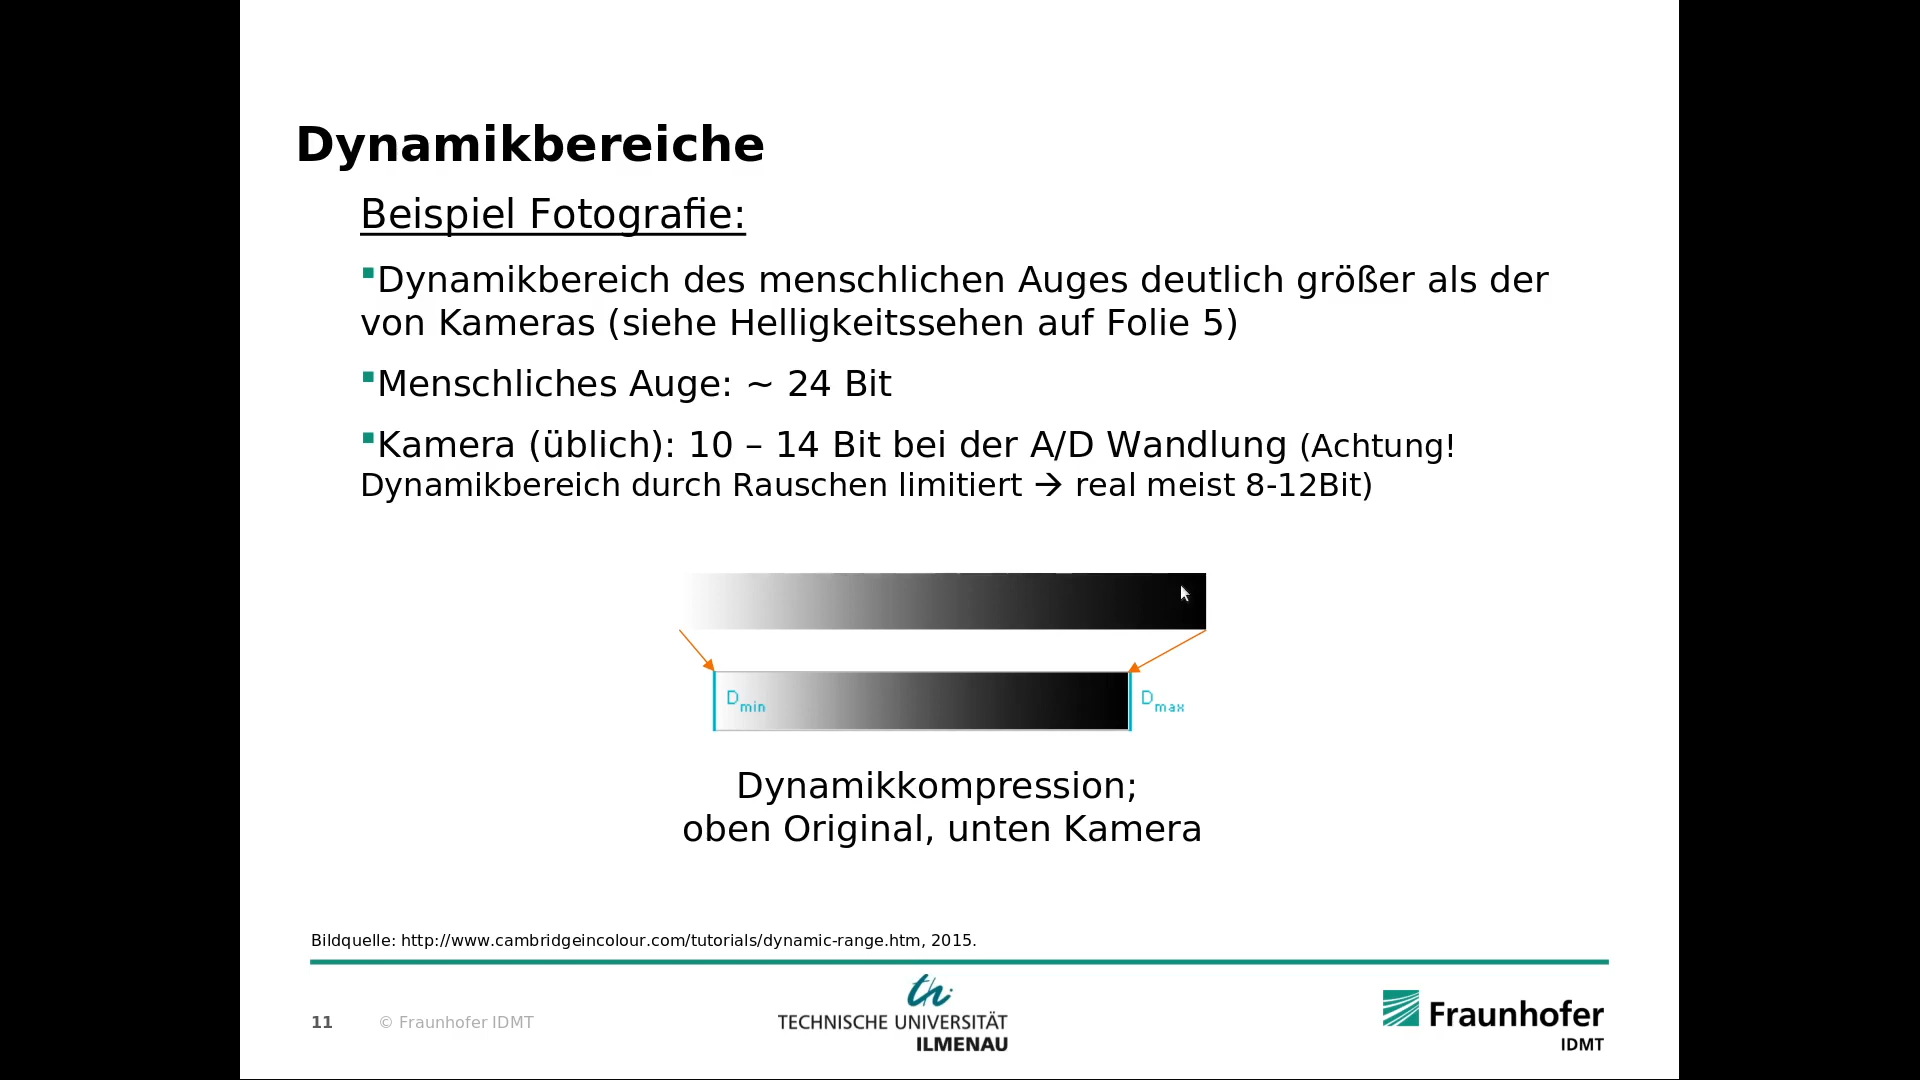 Dynamikbereiche
Beispiel Fotografie:
▪Dynamikbereich des menschlichen Auges deutlich größer als der
von Kameras (siehe Helligkeitssehen auf Folie 5)
▪Menschliches Auge: ~ 24 Bit
▪Kamera (üblich): 10 – 14 Bit bei der A/D Wandlung (Achtung!
Dynamikbereich durch Rauschen limitiert → real meist 8-12Bit)
Dmin Dmax
Dynamikkompression;
oben Original, unten Kamera
Bildquelle: http://www.cambridgeincolour.com/tutorials/dynamic-range.htm, 2015.
11 © Fraunhofer IDMT
th
TECHNISCHE UNIVERSITÄT
ILMENAU
Fraunhofer
IDMT